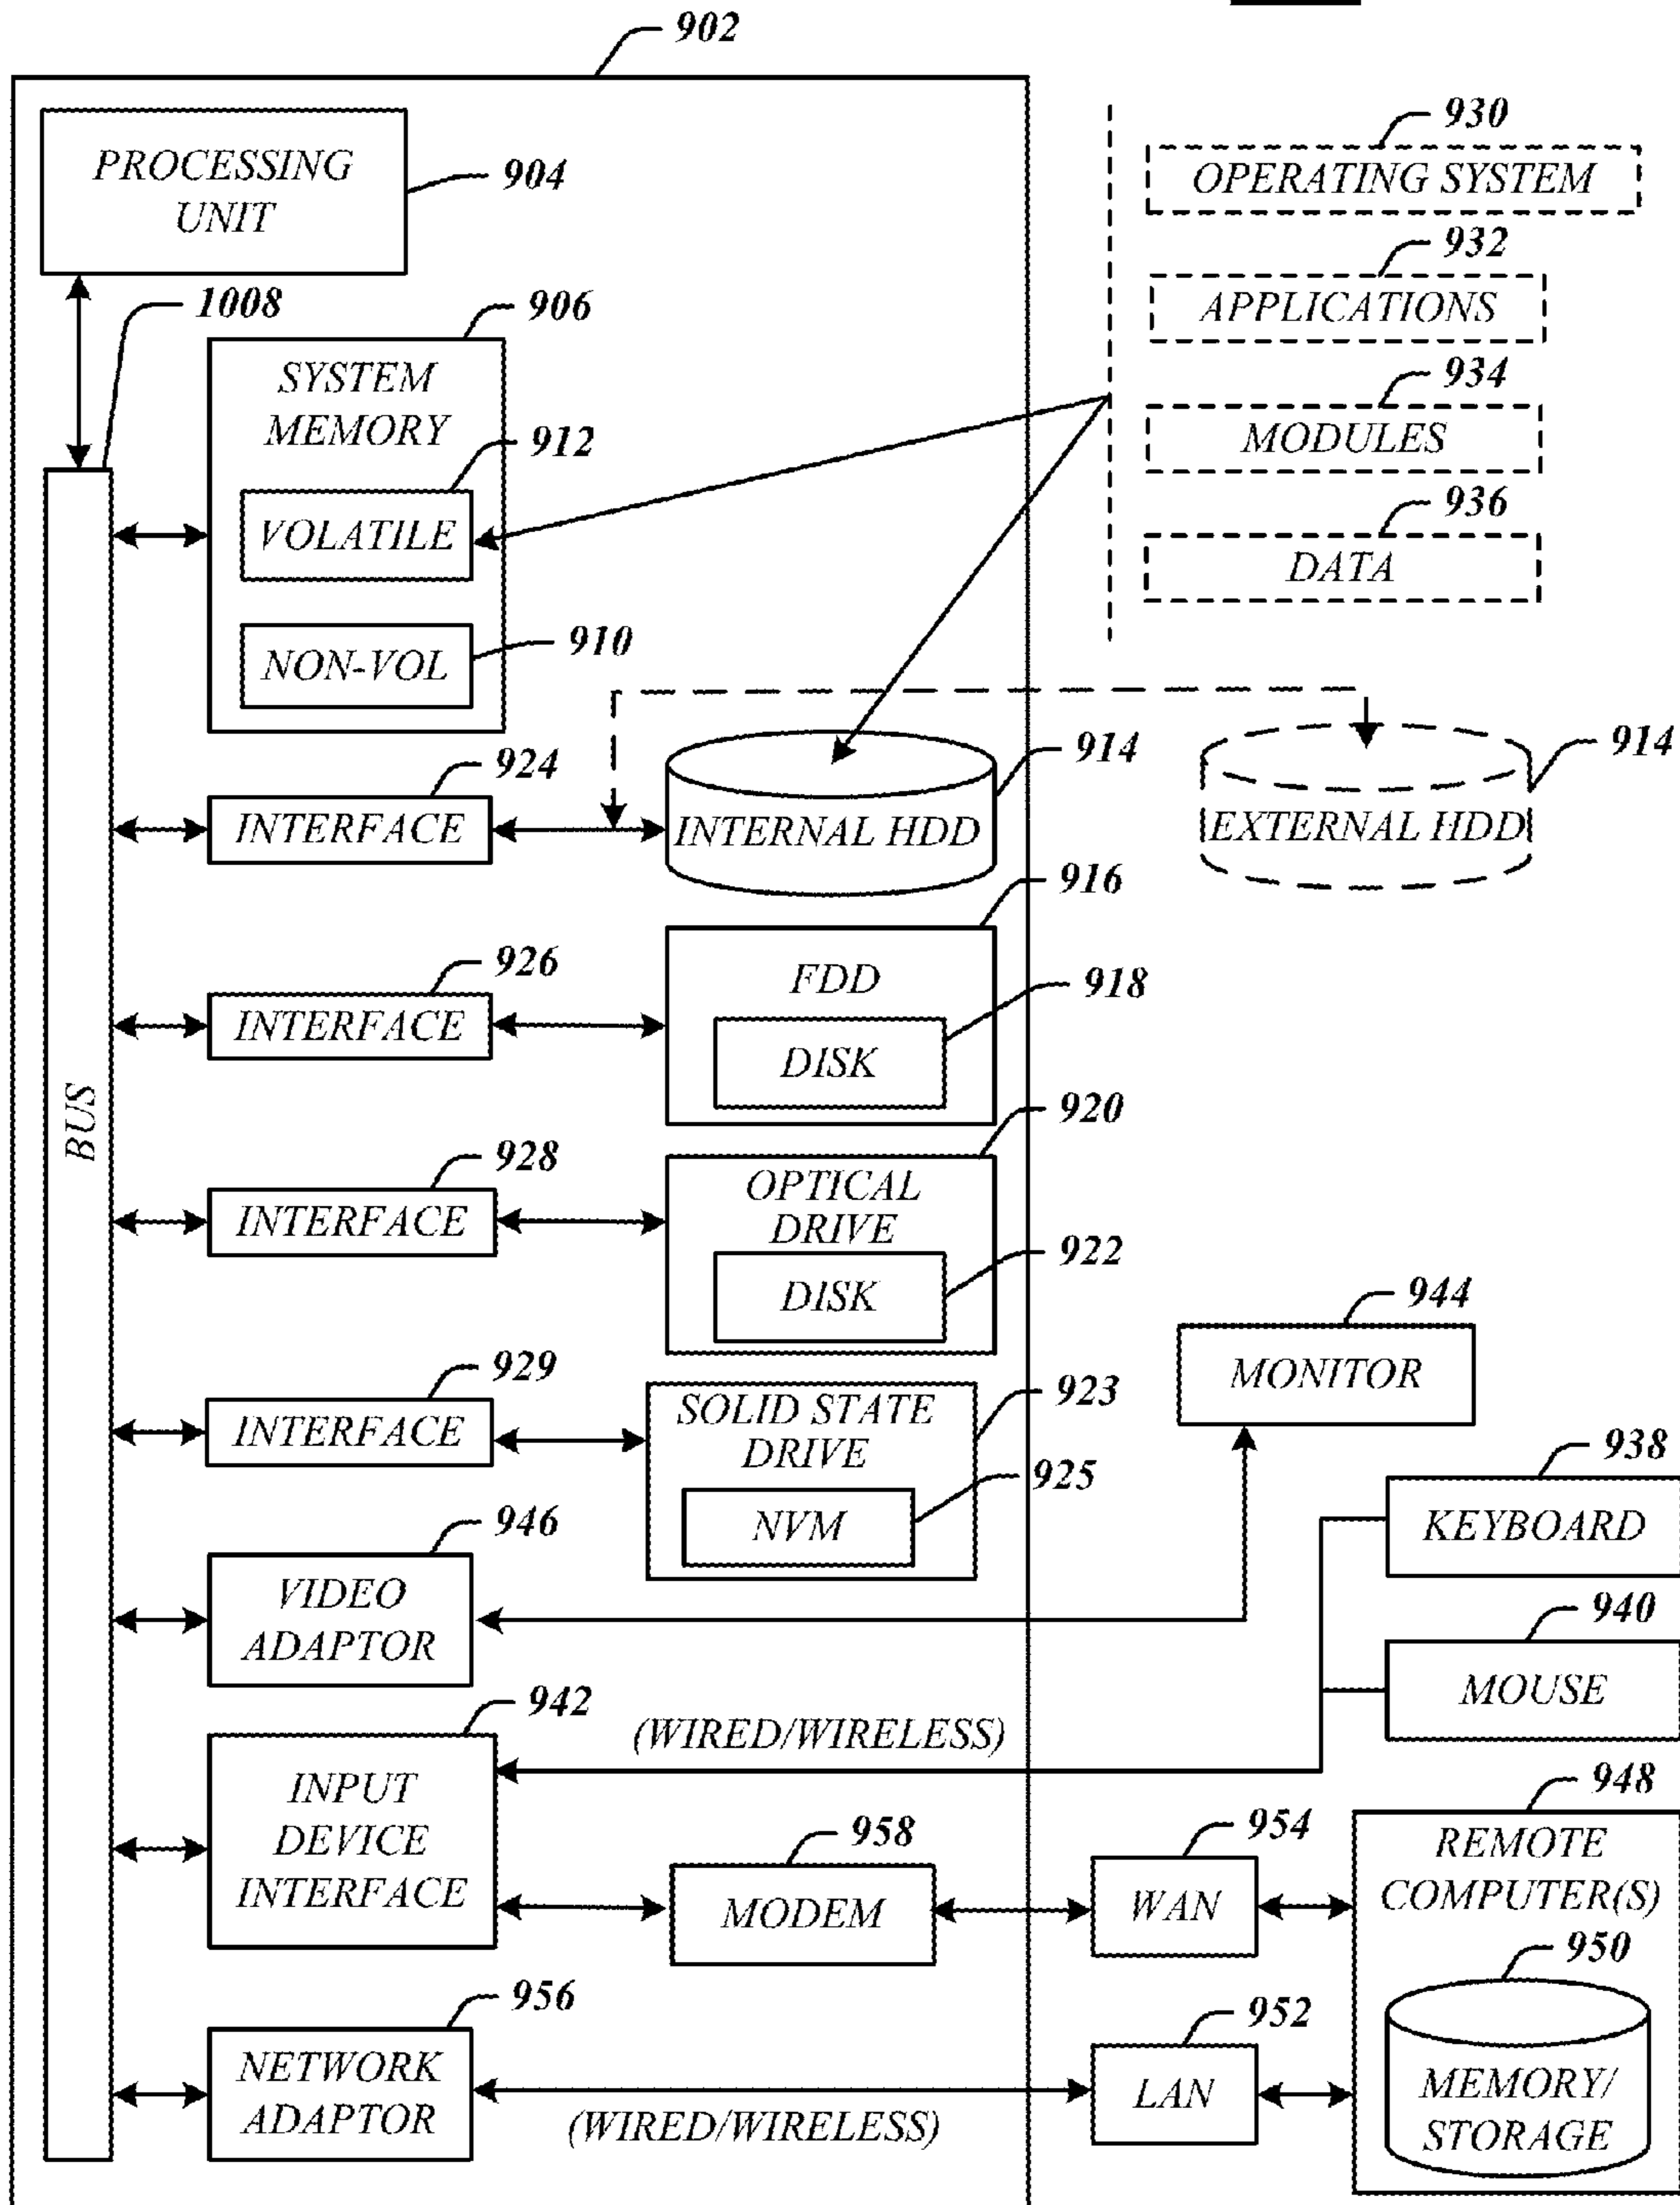 902
PROCESSING
UNIT
904
1008
906
SYSTEM
MEMORY
912
VOLATILE
910
NON-VOL
930
OPERATING SYSTEM
932
APPLICATIONS
934
MODULES
936
DATA
924
INTERFACE
914
INTERNAL HDD
914
EXTERNAL HDD
926
INTERFACE
916
FDD
918
DISK
BUS
928
INTERFACE
920
OPTICAL
DRIVE
922
DISK
929
INTERFACE
923
SOLID STATE
DRIVE
925
NVM
944
MONITOR
938
KEYBOARD
946
VIDEO
ADAPTOR
940
MOUSE
942
INPUT
DEVICE
INTERFACE
(WIRED/WIRELESS)
958
MODEM
954
WAN
948
REMOTE
COMPUTER(S)
950
MEMORY/
STORAGE
956
NETWORK
ADAPTOR
(WIRED/WIRELESS)
952
LAN